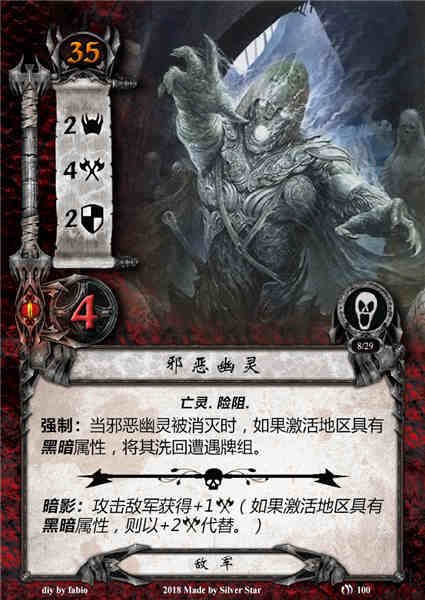 35
2
4
2
4
8/29
邪恶幽灵
亡灵. 险阻.
强制：当邪恶幽灵被消灭时，如果激活地区具有
黑暗属性，将其洗回遭遇牌组。
暗影：攻击敌军获得+1（如果激活地区具有
黑暗属性，则以+2代替。）
敌军
diy by fabio 2018 Made by Silver Star 100